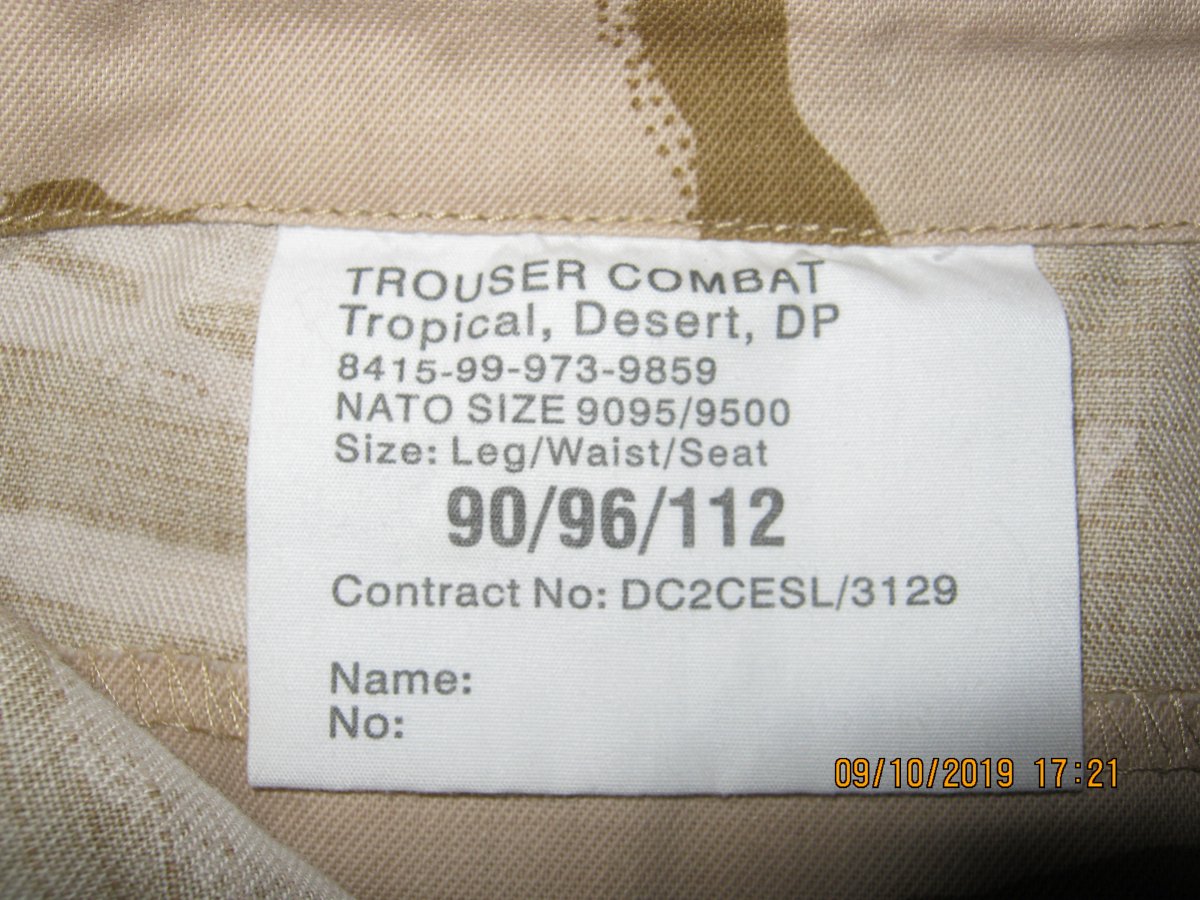 TROUSER COMBAT
Tropical, Desert, DP
8415-99-973-9859
NATO SIZE 9095/9500
Size: Leg/Waist/Seat
90/96/112
Contract No: DC2CESL/3129
Name:
No:
09/10/2019 17:21